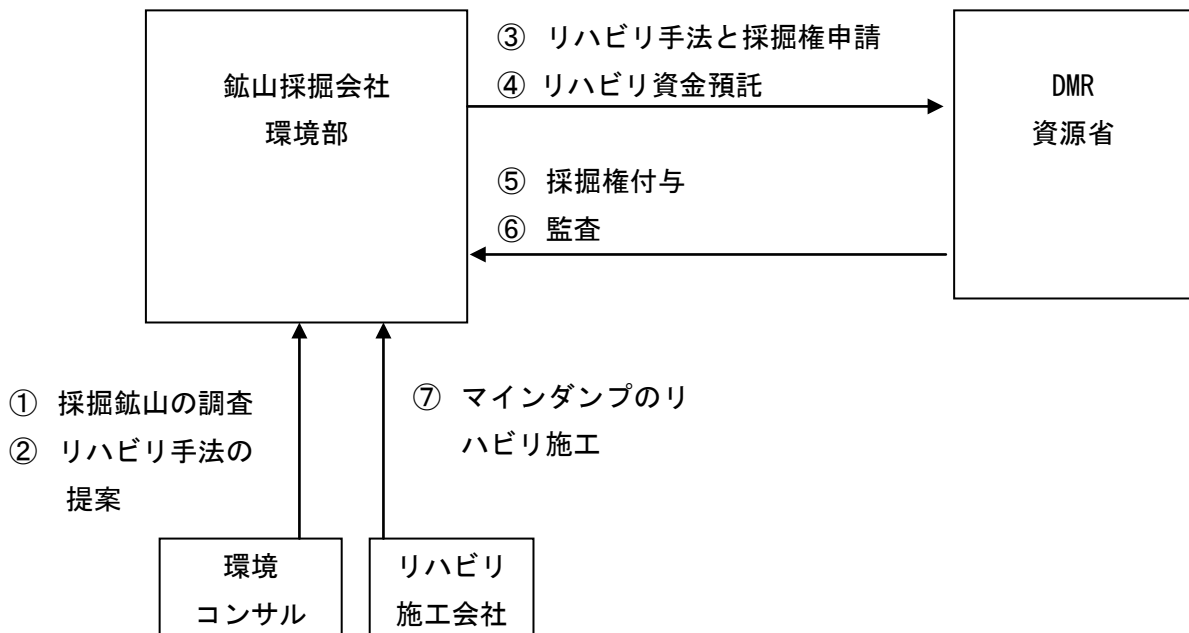 ③ リハビリ手法と採掘権申請
④ リハビリ資金預託
鉱山採掘会社
環境部
DMR
資源省
⑤ 採掘権付与
⑥ 監査
① 採掘鉱山の調査
② リハビリ手法の
提案
⑦ マインダンプのリ
ハビリ施工
環境
コンサル
リハビリ
施工会社